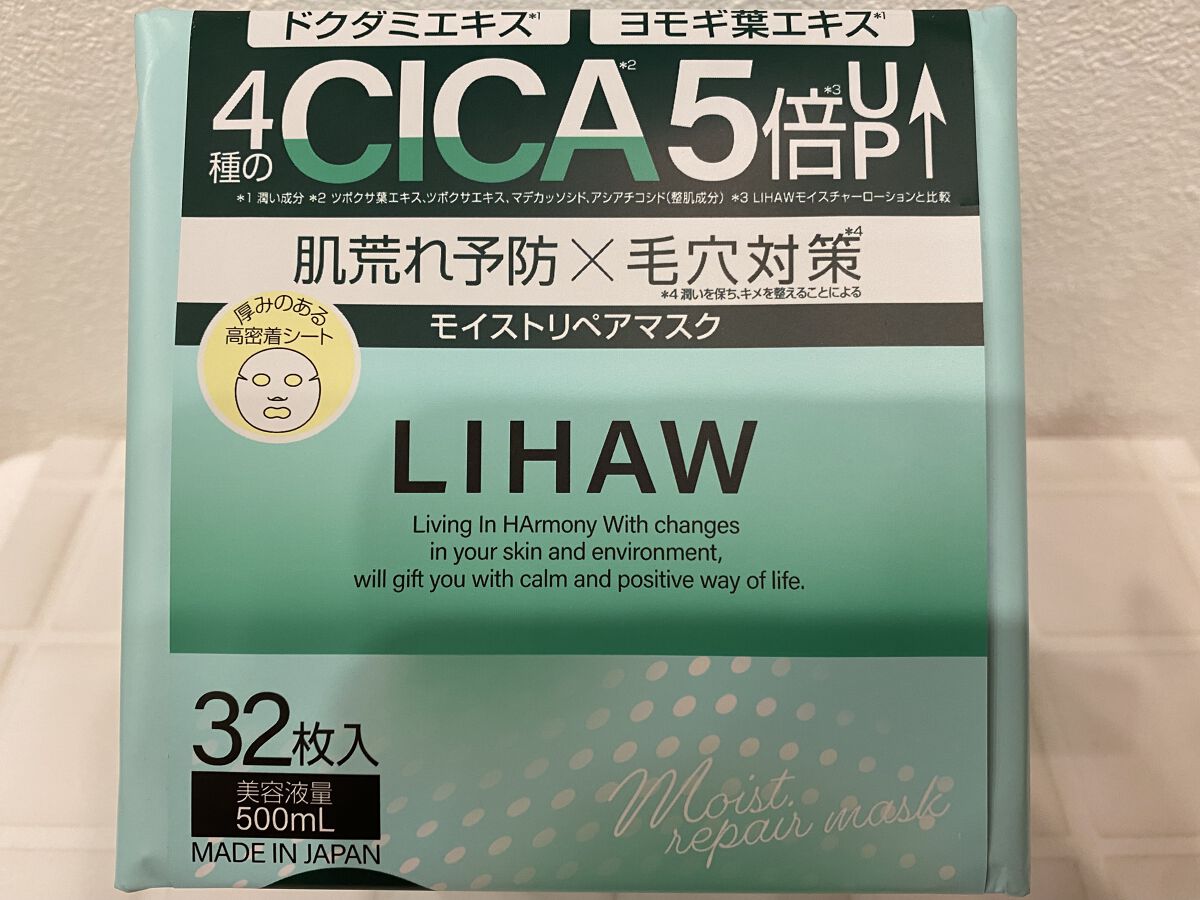 ドクダミエキス*1 ヨモギ葉エキス*1
4種のCICA*2 5倍*3UP↑
*1 潤い成分 *2 ツボクサ葉エキス、ツボクサエキス、マデカッソシド、アシアチコシド(整肌成分) *3 LIHAWモイスチャーローションと比較
肌荒れ予防×毛穴対策*4
*4 潤いを保ち、キメを整えることによる
モイストリペアマスク
厚みのある
高密着シート
LIHAW
Living In HArmony With changes
in your skin and environment,
will gift you with calm and positive way of life.
32枚入
美容液量
500mL
MADE IN JAPAN
Moist.
repair mask